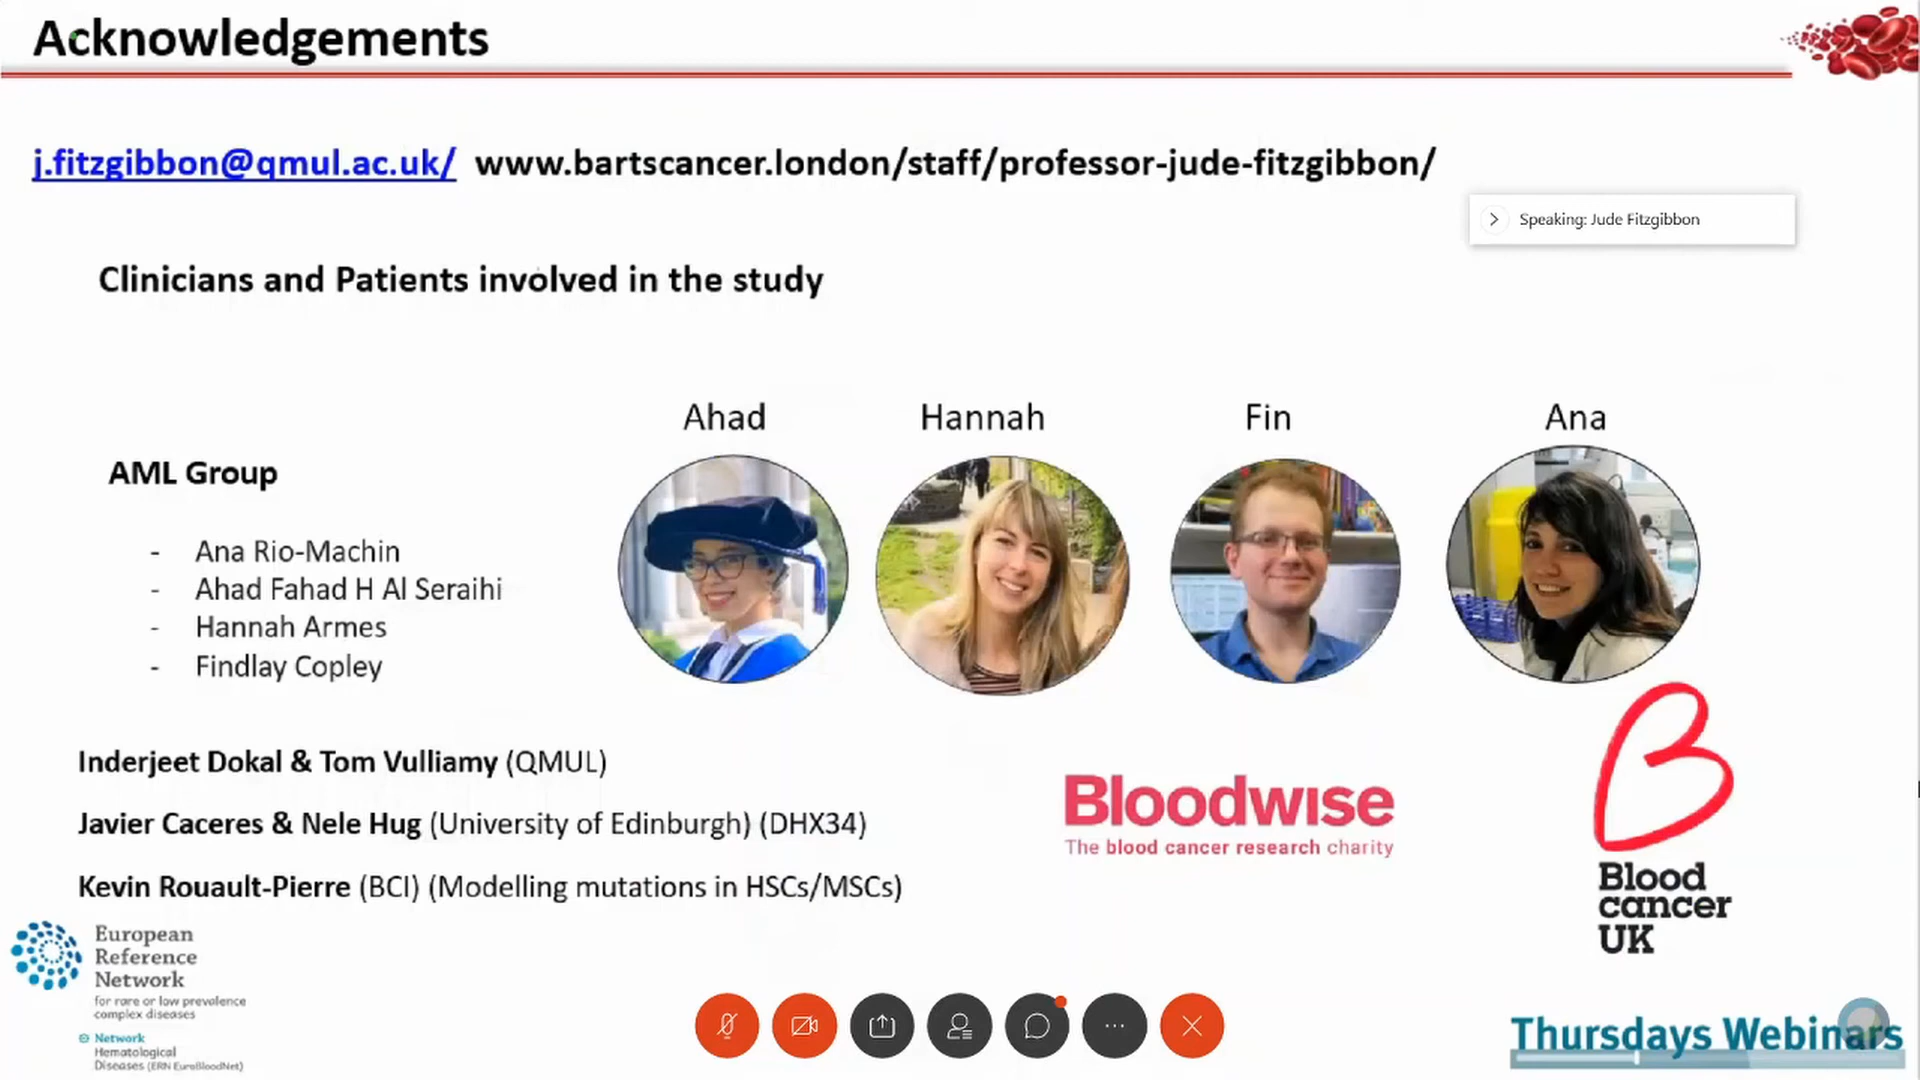 Acknowledgements
j.fitzgibbon@qmul.ac.uk/ www.bartscancer.london/staff/professor-jude-fitzgibbon/
Speaking: Jude Fitzgibbon
Clinicians and Patients involved in the study
Ahad Hannah Fin Ana
AML Group
- Ana Rio-Machin
- Ahad Fahad H Al Seraihi
- Hannah Armes
- Findlay Copley
Inderjeet Dokal & Tom Vulliamy (QMUL)
Javier Caceres & Nele Hug (University of Edinburgh) (DHX34)
Kevin Rouault-Pierre (BCI) (Modelling mutations in HSCs/MSCs)
Bloodwise
The blood cancer research charity
Blood
cancer
UK
European
Reference
Network
for rare or low prevalence
complex diseases
Network
Hematological
Diseases (ERN EuroBloodNet)
Thursdays Webinars